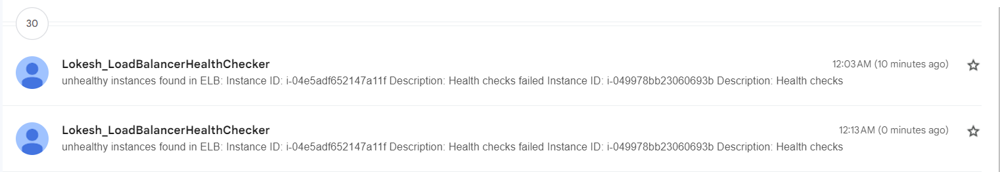 30
Lokesh_LoadBalancerHealthChecker
12:03 AM (10 minutes ago)
unhealthy instances found in ELB: Instance ID: i-04e5adf652147a11f Description: Health checks failed Instance ID: i-049978bb23060693b Description: Health checks
Lokesh_LoadBalancerHealthChecker
12:13 AM (0 minutes ago)
unhealthy instances found in ELB: Instance ID: i-04e5adf652147a11f Description: Health checks failed Instance ID: i-049978bb23060693b Description: Health checks